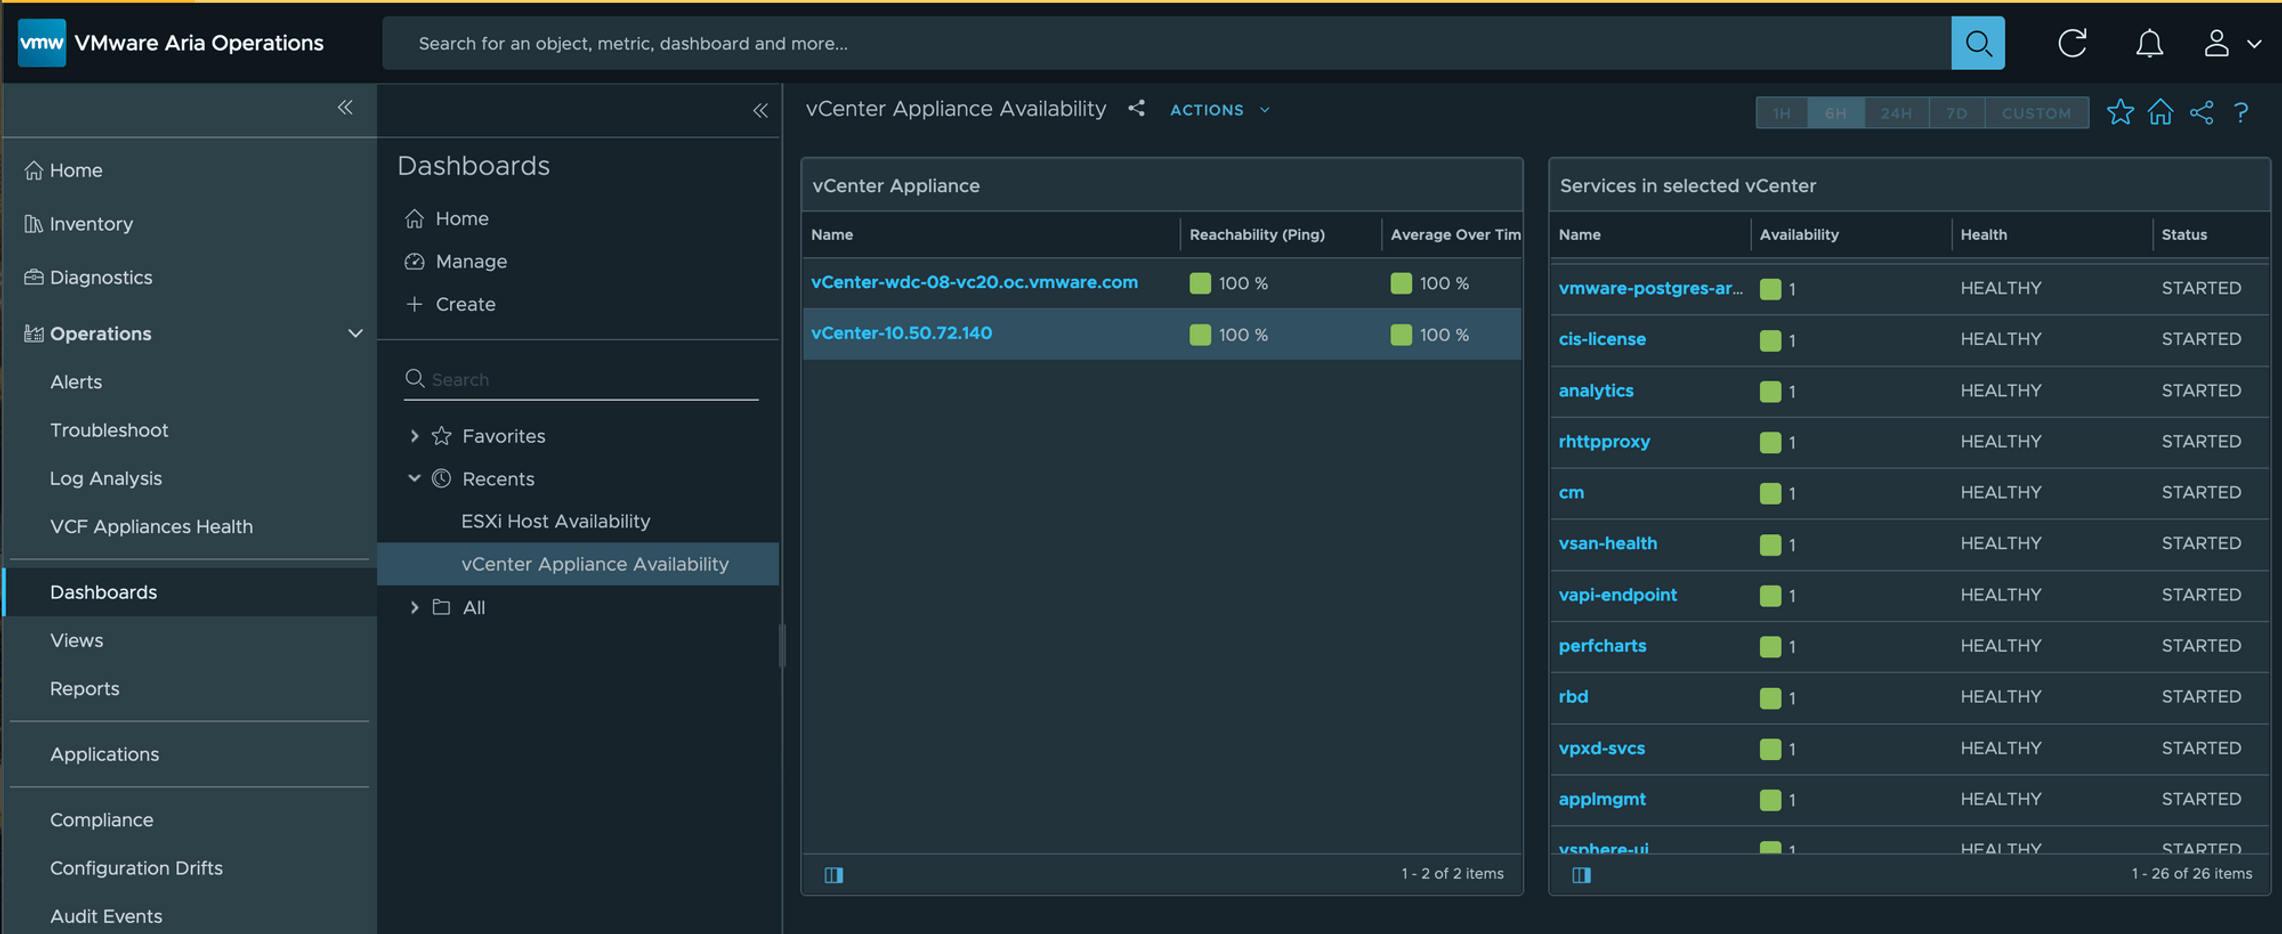 vmw VMware Aria Operations
Search for an object, metric, dashboard and more...
Home
Inventory
Diagnostics
Operations
Alerts
Troubleshoot
Log Analysis
VCF Appliances Health
Dashboards
Views
Reports
Applications
Compliance
Configuration Drifts
Audit Events
Dashboards
Home
Manage
Create
Search
Favorites
Recents
ESXi Host Availability
vCenter Appliance Availability
All
vCenter Appliance Availability ACTIONS
1H 6H 24H 7D CUSTOM ?
vCenter Appliance
Name Reachability (Ping) Average Over Tim
vCenter-wdc-08-vc20.oc.vmware.com 100 % 100 %
vCenter-10.50.72.140 100 % 100 %
1 - 2 of 2 items
Services in selected vCenter
Name Availability Health Status
vmware-postgres-ar... 1 HEALTHY STARTED
cis-license 1 HEALTHY STARTED
analytics 1 HEALTHY STARTED
rhttpproxy 1 HEALTHY STARTED
cm 1 HEALTHY STARTED
vsan-health 1 HEALTHY STARTED
vapi-endpoint 1 HEALTHY STARTED
perfcharts 1 HEALTHY STARTED
rbd 1 HEALTHY STARTED
vpxd-svcs 1 HEALTHY STARTED
applmgmt 1 HEALTHY STARTED
vsphere-ui 1 HEALTHY STARTED
1 - 26 of 26 items